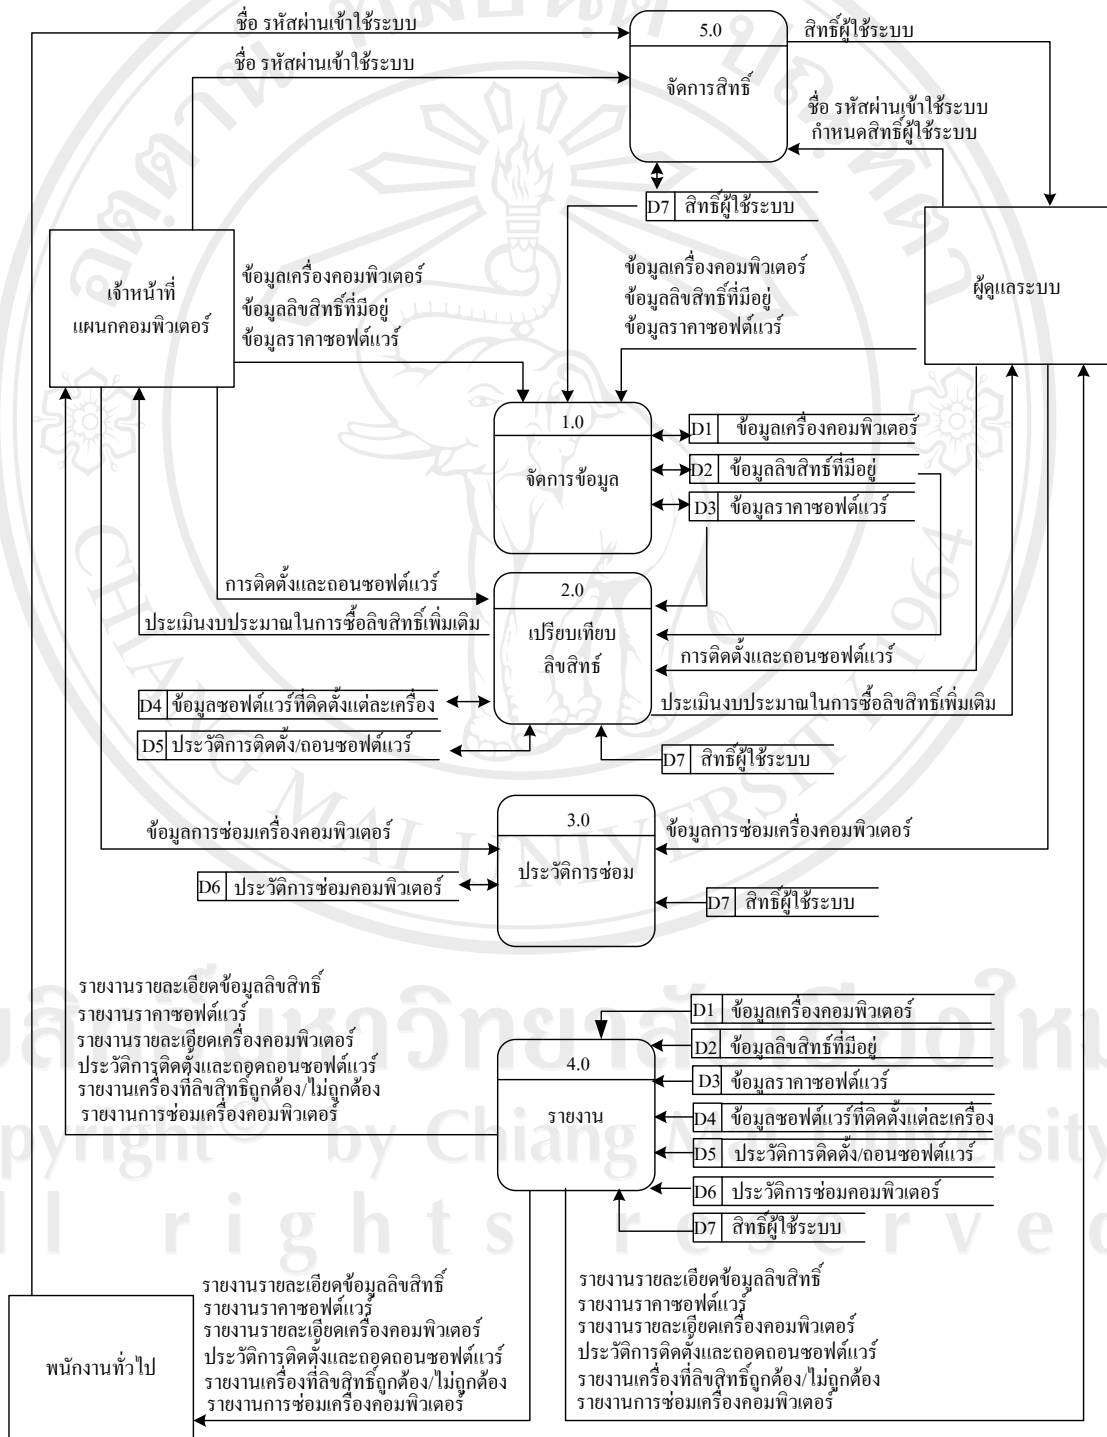 ชื่อ รหัสผ่านเข้าใช้ระบบ
5.0
สิทธิ์ผู้ใช้ระบบ
ชื่อ รหัสผ่านเข้าใช้ระบบ
จัดการสิทธิ์
ชื่อ รหัสผ่านเข้าใช้ระบบ
กำหนดสิทธิ์ผู้ใช้ระบบ
D7 สิทธิ์ผู้ใช้ระบบ
เจ้าหน้าที่
แผนกคอมพิวเตอร์
ข้อมูลเครื่องคอมพิวเตอร์
ข้อมูลลิขสิทธิ์ที่มีอยู่
ข้อมูลราคาซอฟต์แวร์
ข้อมูลเครื่องคอมพิวเตอร์
ข้อมูลลิขสิทธิ์ที่มีอยู่
ข้อมูลราคาซอฟต์แวร์
ผู้ดูแลระบบ
1.0
จัดการข้อมูล
D1 ข้อมูลเครื่องคอมพิวเตอร์
D2 ข้อมูลลิขสิทธ์ที่มีอยู่
D3 ข้อมูลราคาซอฟต์แวร์
การติดตั้งและถอนซอฟต์แวร์
2.0
ประเมินงบประมาณในการซื้อลิขสิทธิ์เพิ่มเติม
เปรียบเทียบ
ลิขสิทธ์
การติดตั้งและถอนซอฟต์แวร์
D4 ข้อมูลซอฟต์แวร์ที่ติดตั้งแต่ละเครื่อง
ประเมินงบประมาณในการซื้อลิขสิทธิ์เพิ่มเติม
D5 ประวัติการติดตั้ง/ถอนซอฟต์แวร์
D7 สิทธิ์ผู้ใช้ระบบ
3.0
ข้อมูลการซ่อมเครื่องคอมพิวเตอร์
ข้อมูลการซ่อมเครื่องคอมพิวเตอร์
ประวัติการซ่อม
D6 ประวัติการซ่อมคอมพิวเตอร์
D7 สิทธิ์ผู้ใช้ระบบ
รายงานรายละเอียดข้อมูลลิขสิทธิ์
รายงานราคาซอฟต์แวร์
รายงานรายละเอียดเครื่องคอมพิวเตอร์
ประวัติการติดตั้งและถอดถอนซอฟต์แวร์
รายงานเครื่องที่ลิขสิทธิ์ถูกต้อง/ไม่ถูกต้อง
รายงานการซ่อมเครื่องคอมพิวเตอร์
4.0
รายงาน
D1 ข้อมูลเครื่องคอมพิวเตอร์
D2 ข้อมูลลิขสิทธิ์ที่มีอยู่
D3 ข้อมูลราคาซอฟต์แวร์
D4 ข้อมูลซอฟต์แวร์ที่ติดตั้งแต่ละเครื่อง
D5 ประวัติการติดตั้ง/ถอนซอฟต์แวร์
D6 ประวัติการซ่อมคอมพิวเตอร์
D7 สิทธิ์ผู้ใช้ระบบ
พนักงานทั่วไป
รายงานรายละเอียดข้อมูลลิขสิทธิ์
รายงานราคาซอฟต์แวร์
รายงานรายละเอียดเครื่องคอมพิวเตอร์
ประวัติการติดตั้งและถอดถอนซอฟต์แวร์
รายงานเครื่องที่ลิขสิทธิ์ถูกต้อง/ไม่ถูกต้อง
รายงานการซ่อมเครื่องคอมพิวเตอร์
รายงานรายละเอียดข้อมูลลิขสิทธิ์
รายงานราคาซอฟต์แวร์
รายงานรายละเอียดเครื่องคอมพิวเตอร์
ประวัติการติดตั้งและถอดถอนซอฟต์แวร์
รายงานเครื่องที่ลิขสิทธิ์ถูกต้อง/ไม่ถูกต้อง
รายงานการซ่อมเครื่องคอมพิวเตอร์
CHIANG MAI UNIVERSITY 1964
by Chiang Mai University
rights reserved